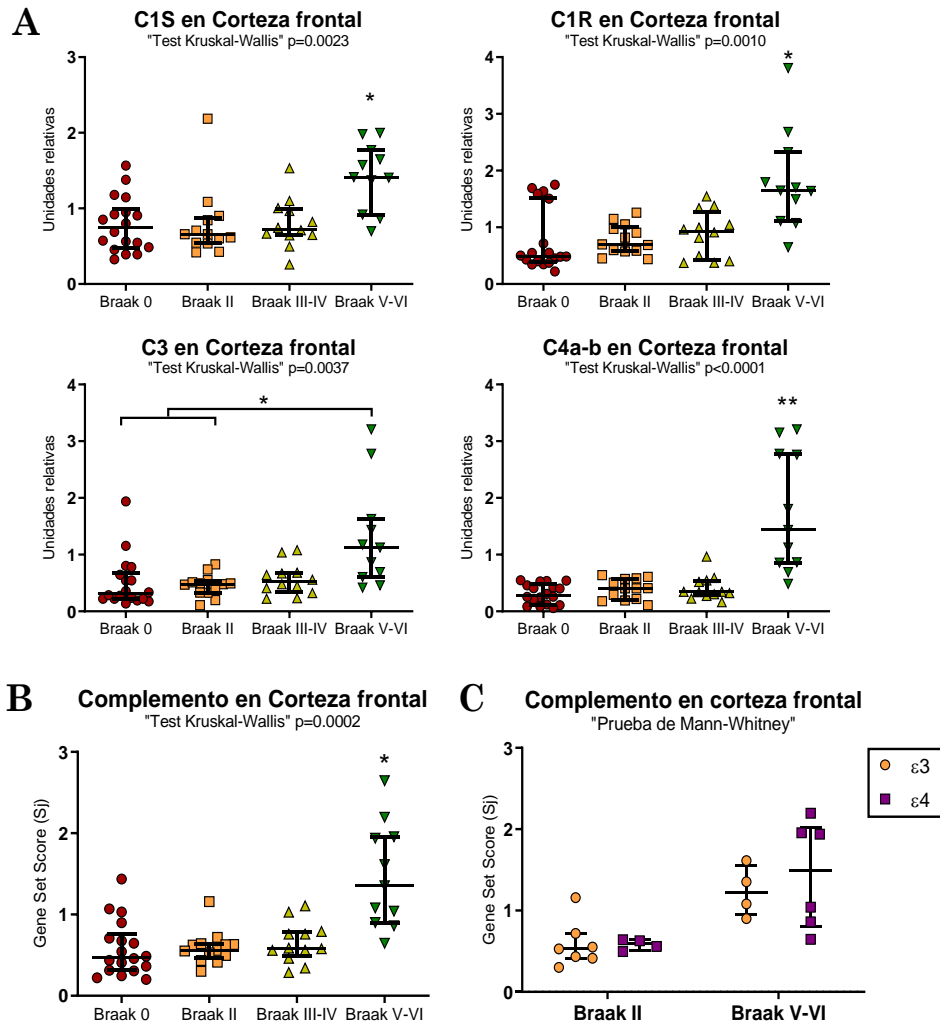 A
C1S en Corteza frontal
"Test Kruskal-Wallis" p=0.0023
Unidades relativas
3
2
1
0
*
Braak 0 Braak II Braak III-IV Braak V-VI
C1R en Corteza frontal
"Test Kruskal-Wallis" p=0.0010
Unidades relativas
4
3
2
1
0
*
Braak 0 Braak II Braak III-IV Braak V-VI
C3 en Corteza frontal
"Test Kruskal-Wallis" p=0.0037
Unidades relativas
4
3
2
1
0
*
Braak 0 Braak II Braak III-IV Braak V-VI
C4a-b en Corteza frontal
"Test Kruskal-Wallis" p<0.0001
Unidades relativas
4
3
2
1
0
**
Braak 0 Braak II Braak III-IV Braak V-VI
B
Complemento en Corteza frontal
"Test Kruskal-Wallis" p=0.0002
Gene Set Score (Sj)
3
2
1
0
*
Braak 0 Braak II Braak III-IV Braak V-VI
C
Complemento en corteza frontal
"Prueba de Mann-Whitney"
Gene Set Score (Sj)
3
2
1
0
Braak II Braak V-VI
ε3
ε4